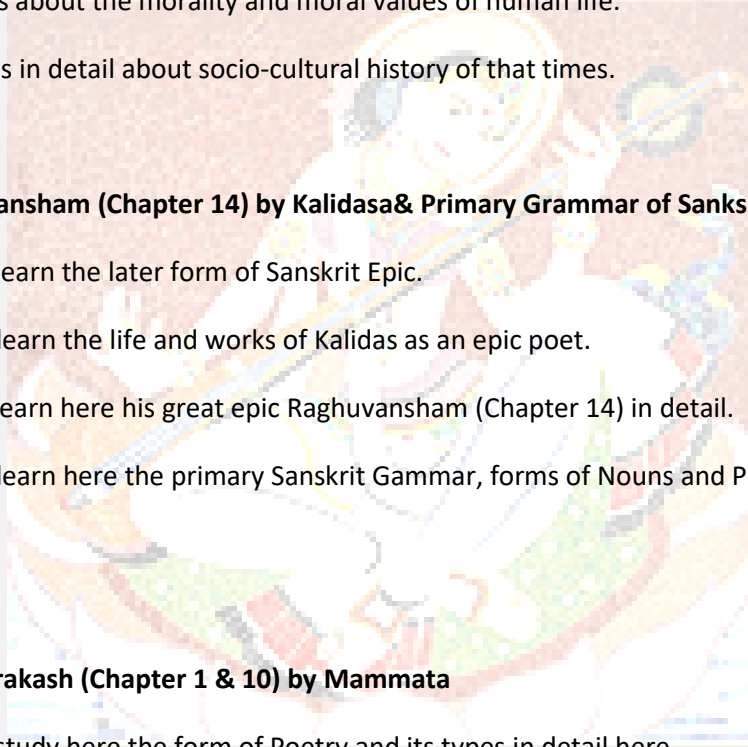 s about the morality and moral values of human life.
s in detail about socio-cultural history of that times.
ansham (Chapter 14) by Kalidasa& Primary Grammar of Sansk
earn the later form of Sanskrit Epic.
learn the life and works of Kalidas as an epic poet.
earn here his great epic Raghuvansham (Chapter 14) in detail.
learn here the primary Sanskrit Gammar, forms of Nouns and P
rakash (Chapter 1 & 10) by Mammata
study here the form of Poetry and its types in detail here.